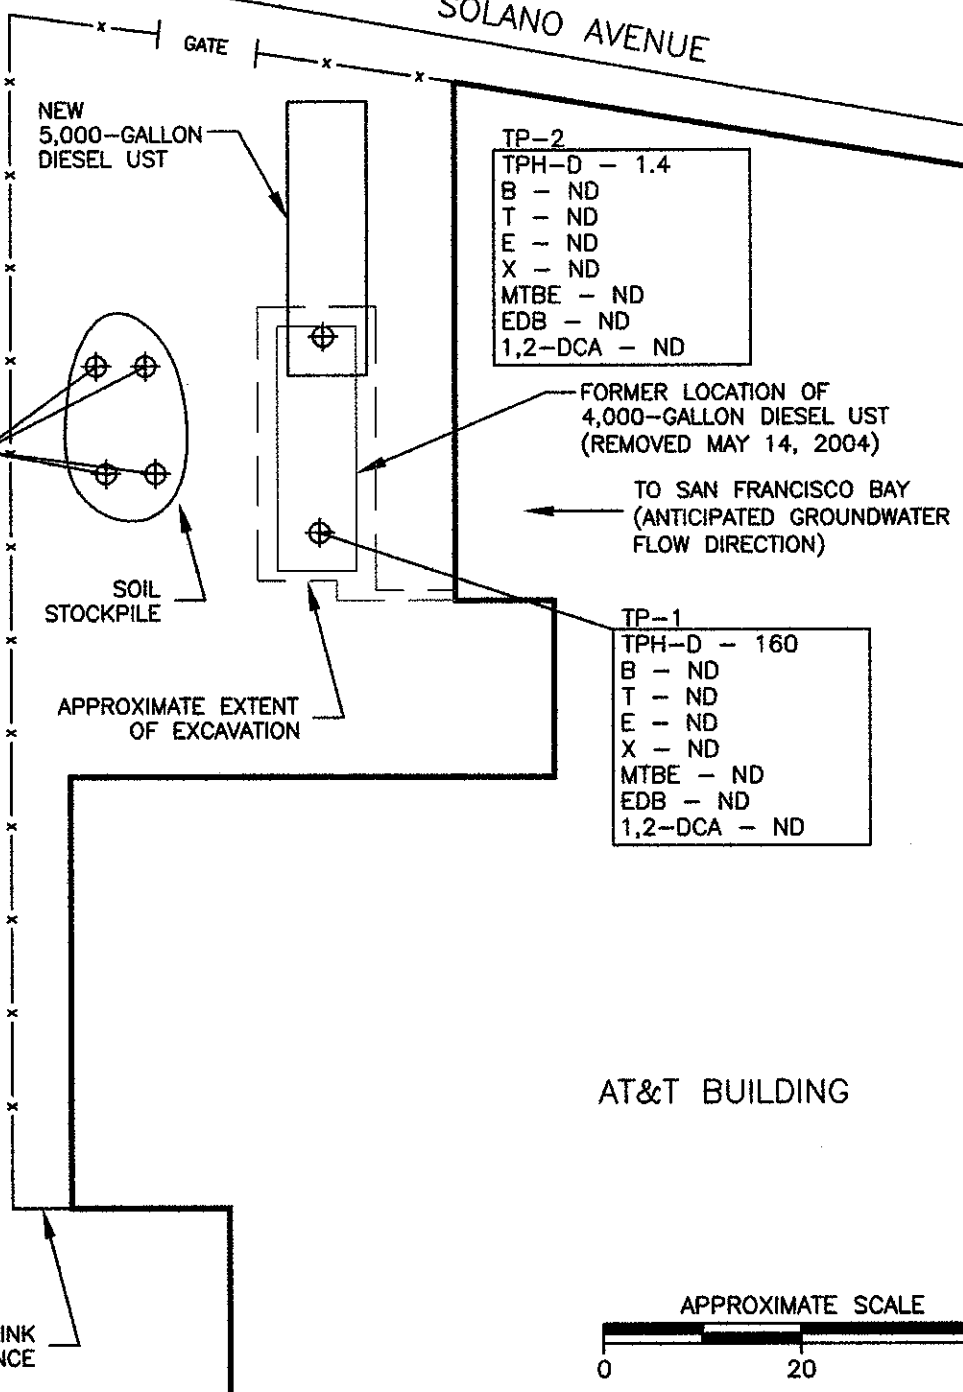 SOLANO AVENUE
GATE
NEW
5,000-GALLON
DIESEL UST
TP-2
TPH-D - 1.4
B - ND
T - ND
E - ND
X - ND
MTBE - ND
EDB - ND
1,2-DCA - ND
FORMER LOCATION OF
4,000-GALLON DIESEL UST
(REMOVED MAY 14, 2004)
TO SAN FRANCISCO BAY
(ANTICIPATED GROUNDWATER
FLOW DIRECTION)
SOIL
STOCKPILE
TP-1
TPH-D - 160
B - ND
T - ND
E - ND
X - ND
MTBE - ND
EDB - ND
1,2-DCA - ND
APPROXIMATE EXTENT
OF EXCAVATION
AT&T BUILDING
INK
NCE
APPROXIMATE SCALE
0 20